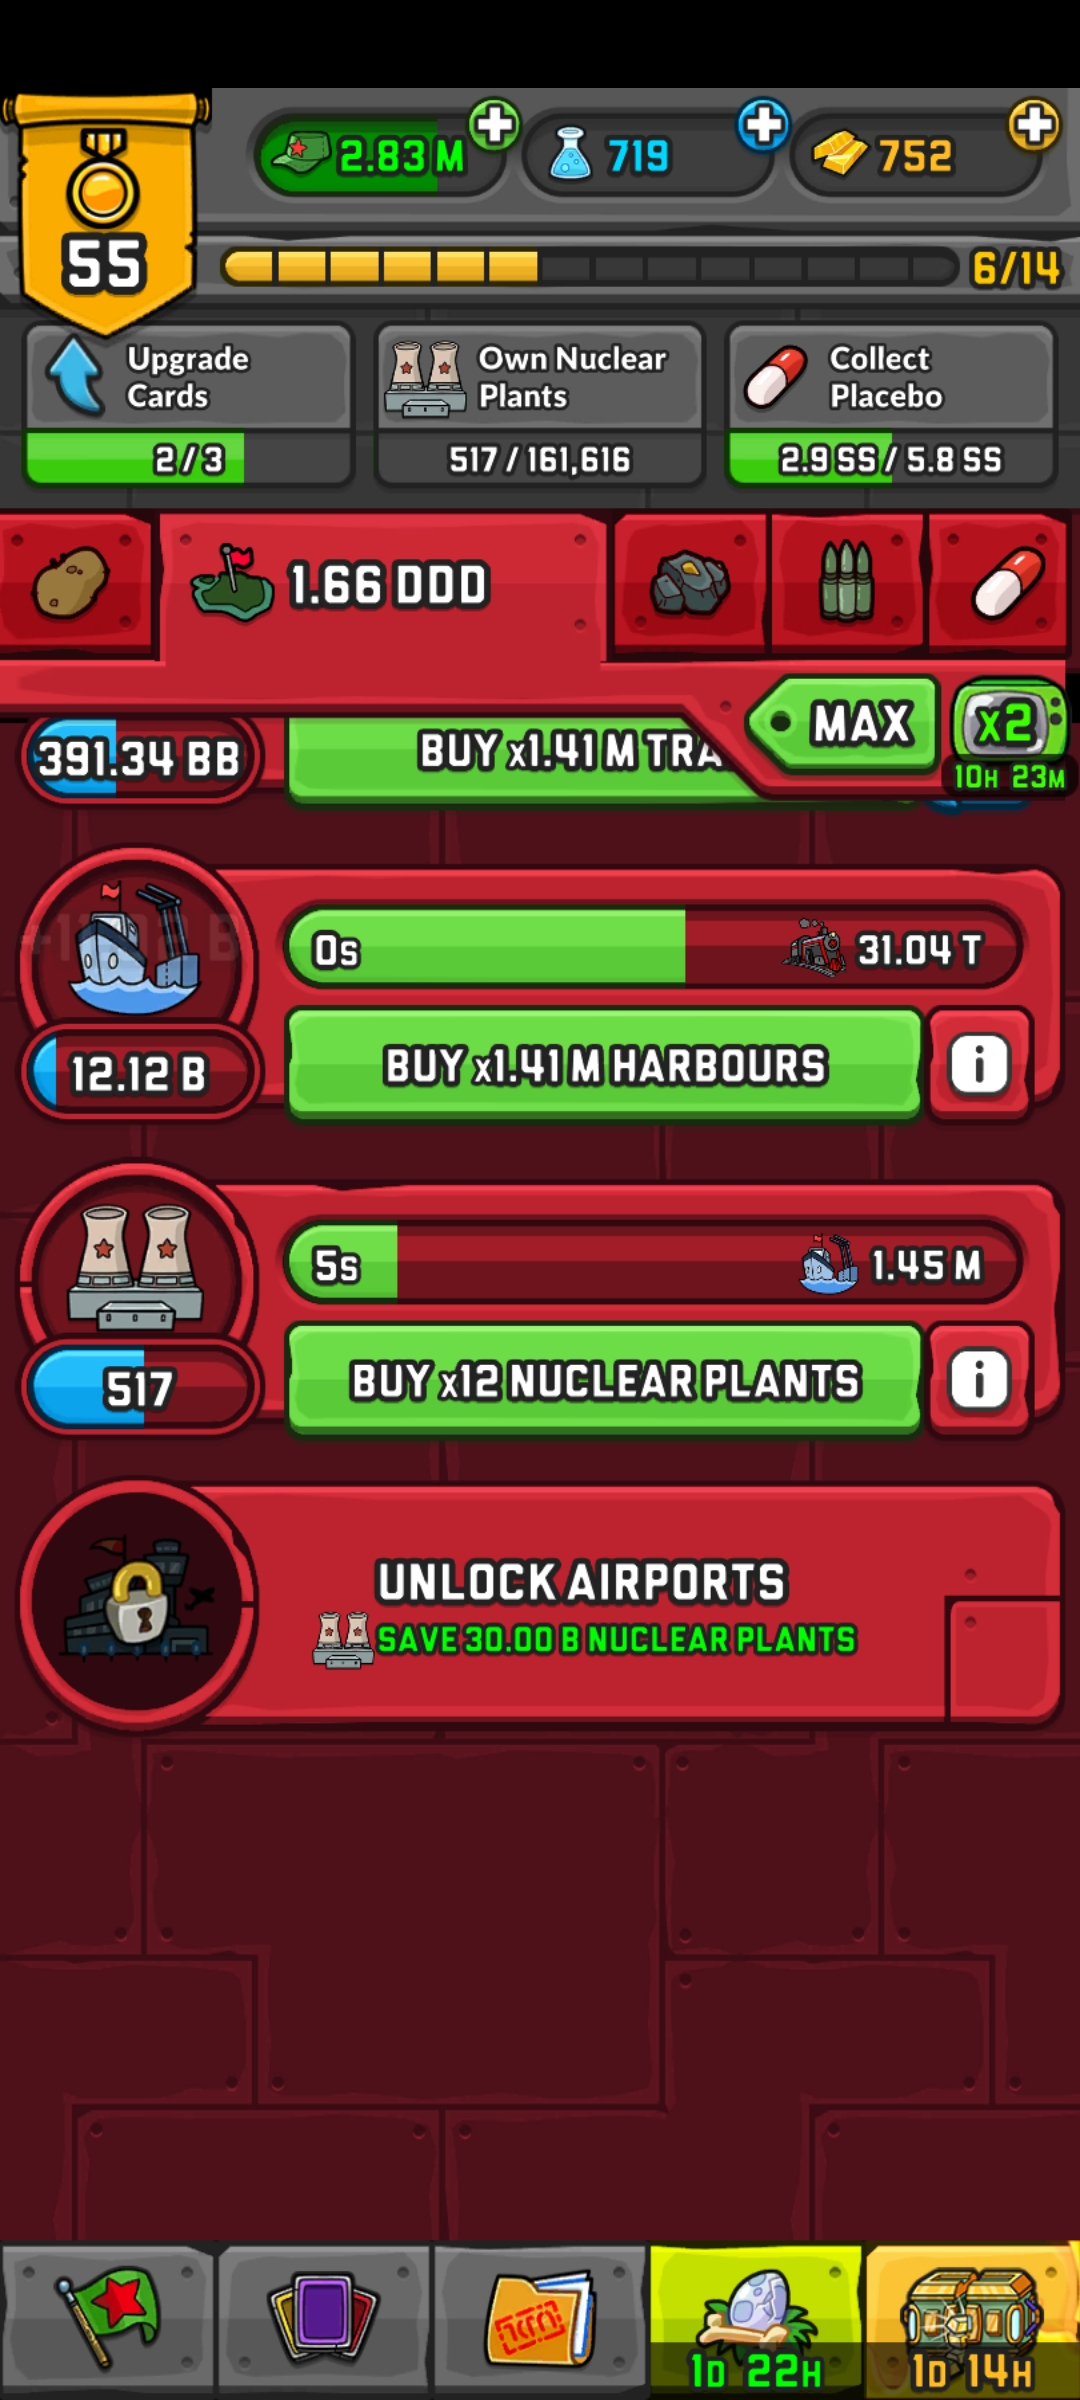 2.83 M
719
752
55
6/14
Upgrade
Cards
2/3
Own Nuclear
Plants
517 / 161,616
Collect
Placebo
2.9 SS / 5.8 SS
1.66 DDD
MAX
x2
10H 23M
391.34 BB
BUY x1.41 M TRA
0s
31.04 T
12.12 B
BUY x1.41 M HARBOURS
i
5s
1.45 M
517
BUY x12 NUCLEAR PLANTS
i
UNLOCK AIRPORTS
SAVE 30.00 B NUCLEAR PLANTS
1D 22H
1D 14H